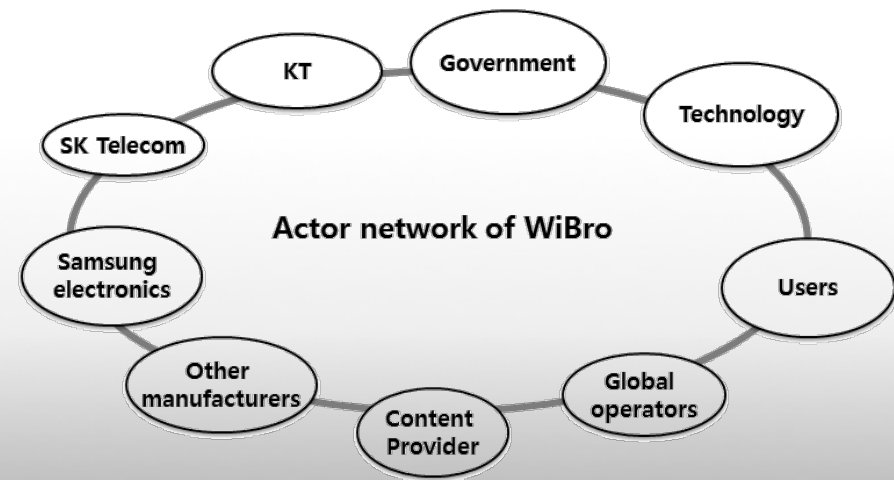 KT
Government
Technology
SK Telecom
Actor network of WiBro
Samsung
electronics
Users
Other
manufacturers
Global
operators
Content
Provider